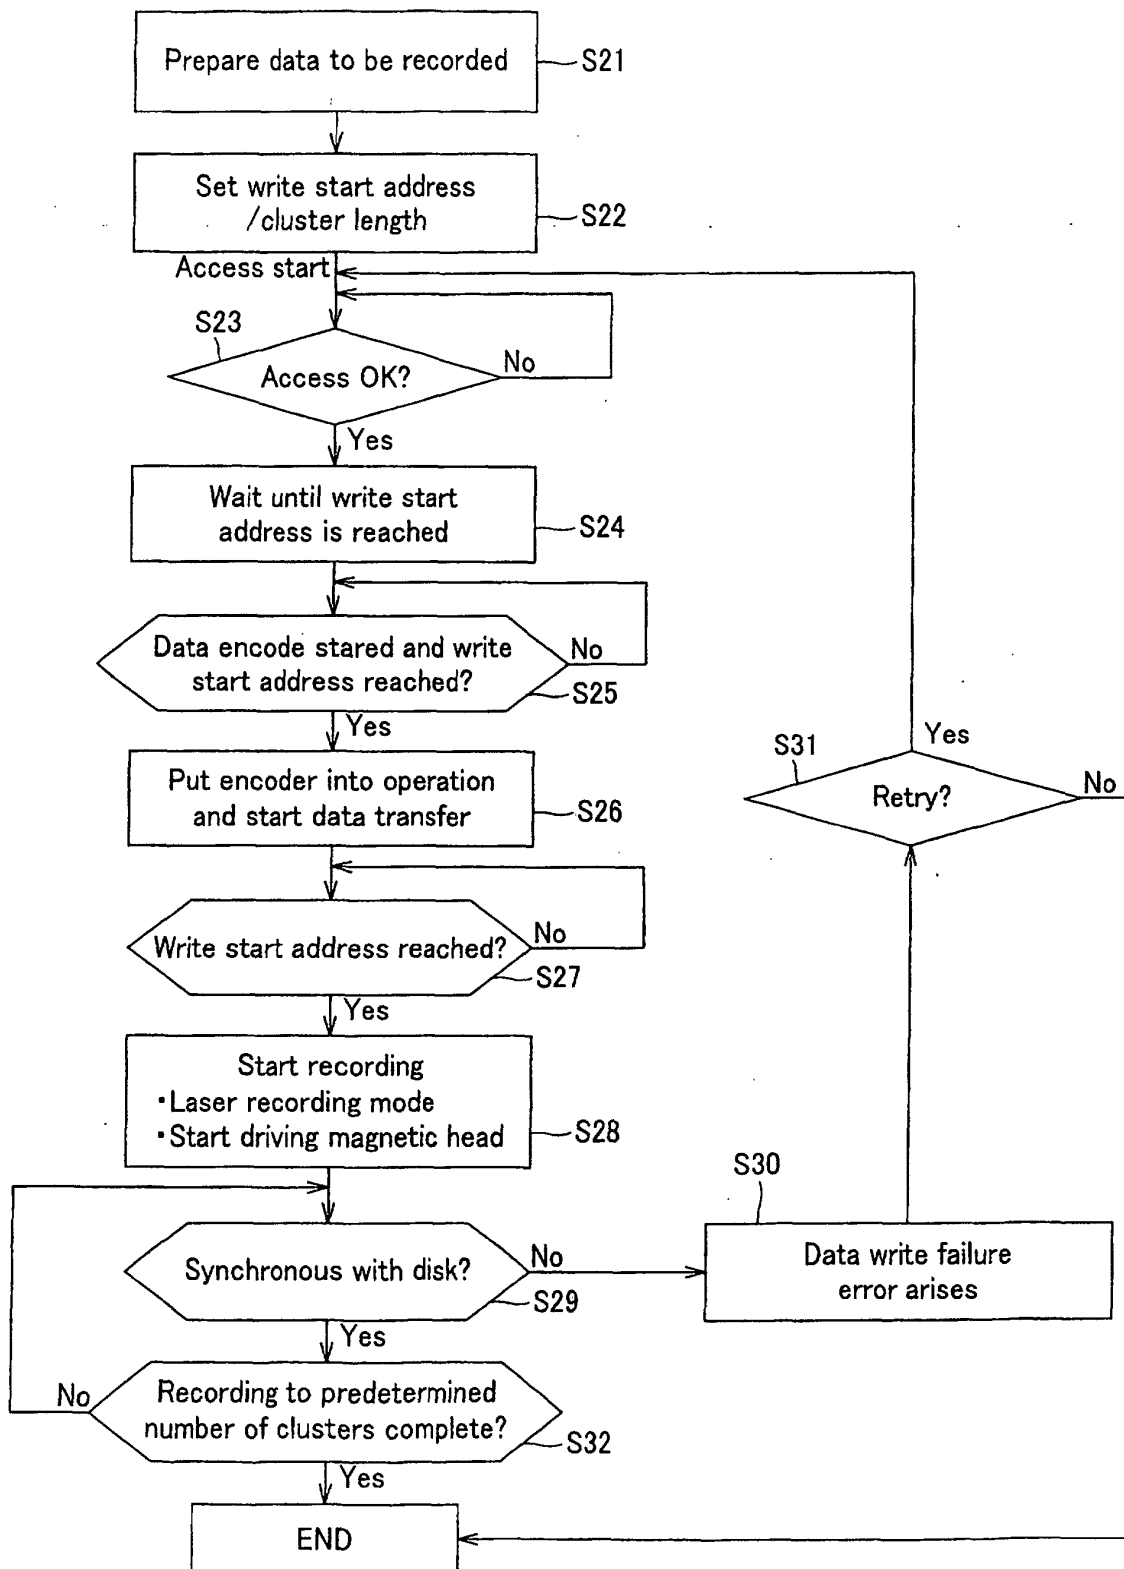 Prepare data to be recorded
S21
Set write start address
/cluster length
S22
Access start
S23
Access OK?
No
Yes
Wait until write start
address is reached
S24
Data encode stared and write
start address reached?
No
S25
Yes
Put encoder into operation
and start data transfer
S26
Write start address reached?
No
S27
Yes
Start recording
・Laser recording mode
・Start driving magnetic head
S28
Synchronous with disk?
No
S29
Yes
S30
Data write failure
error arises
S31
Retry?
Yes
No
Recording to predetermined
number of clusters complete?
No
S32
Yes
END